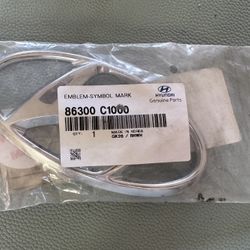 EMBLEM-SYMBOL MARK
HYUNDAI
Genuine Parts
86300 C1000
QTY: 1
MADE IN KOREA